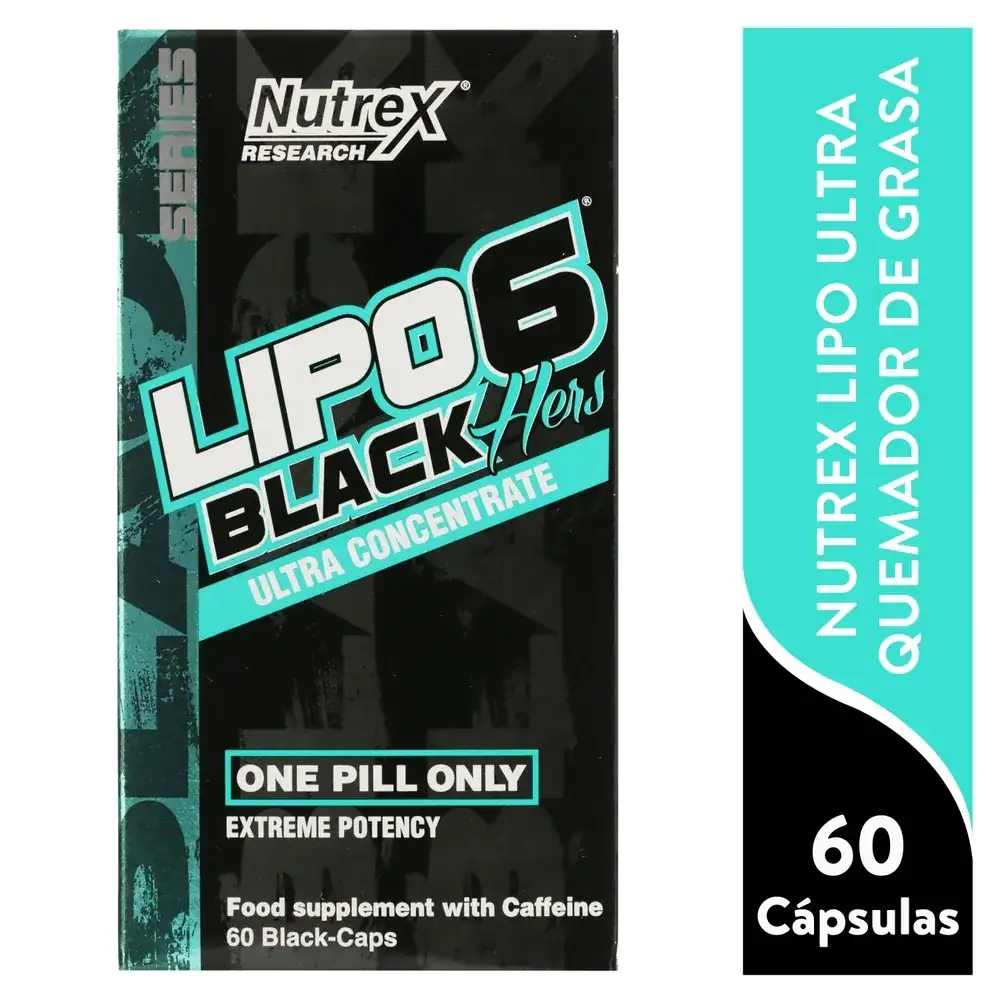 SERIES
Nutrex®
RESEARCH
LIPO6®
BLACK Hers
ULTRA CONCENTRATE
ONE PILL ONLY
EXTREME POTENCY
Food supplement with Caffeine
60 Black-Caps
NUTREX LIPO ULTRA
QUEMADOR DE GRASA
60
Cápsulas